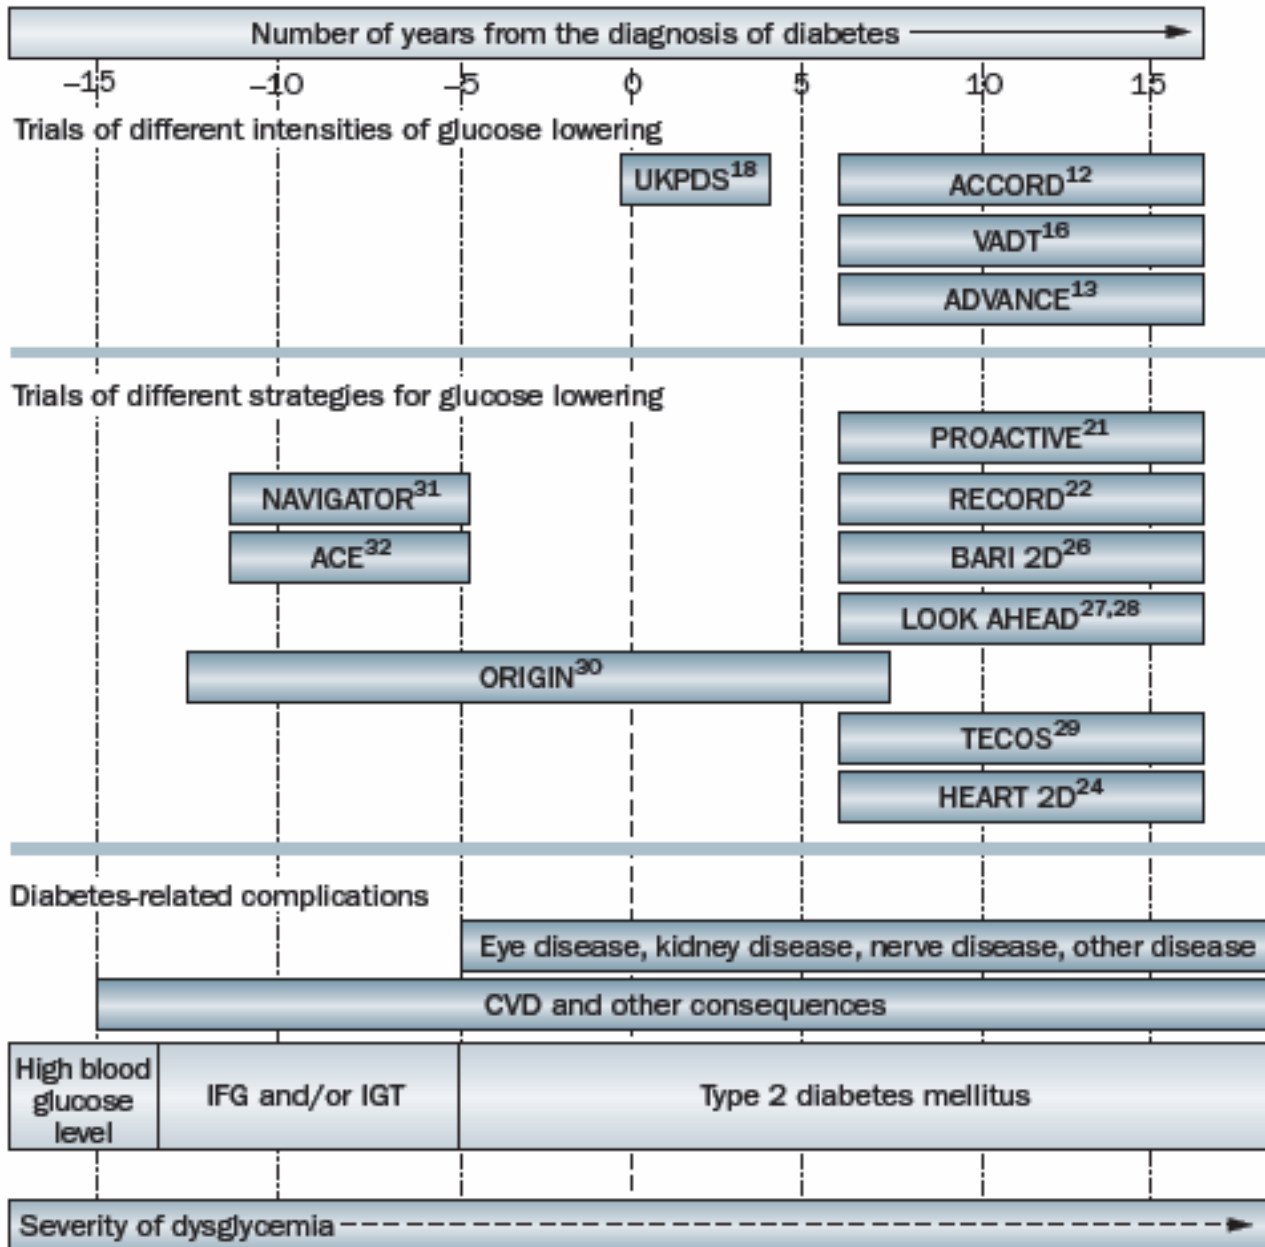 Number of years from the diagnosis of diabetes
–15 –10 –5 0 5 10 15
Trials of different intensities of glucose lowering
UKPDS18 ACCORD12
VADT16
ADVANCE13
Trials of different strategies for glucose lowering
PROACTIVE21
NAVIGATOR31 RECORD22
ACE32 BARI 2D26
LOOK AHEAD27,28
ORIGIN30
TECOS29
HEART 2D24
Diabetes-related complications
Eye disease, kidney disease, nerve disease, other disease
CVD and other consequences
High blood
glucose
level
IFG and/or IGT
Type 2 diabetes mellitus
Severity of dysglycemia